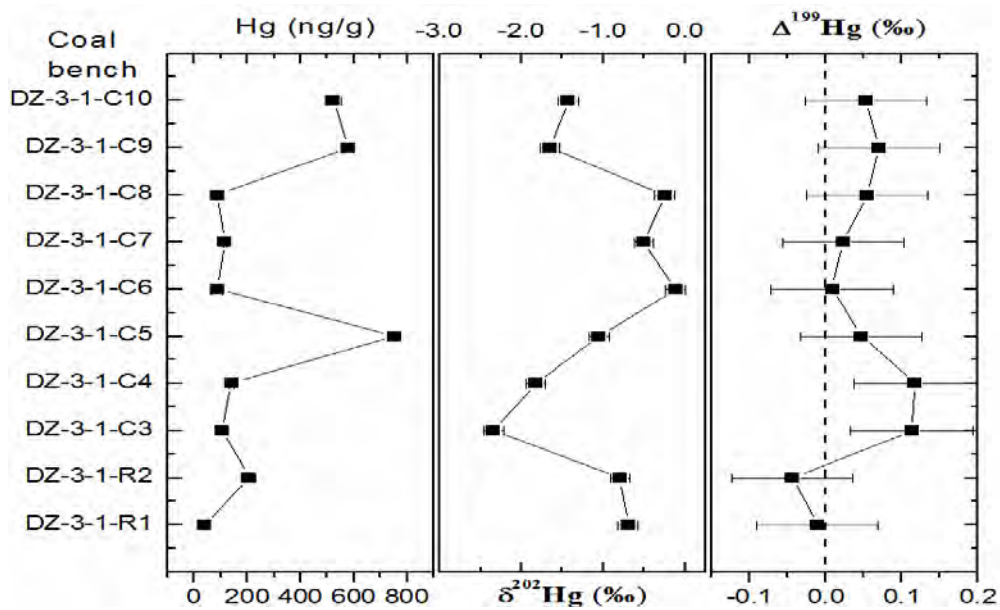 Coal
bench
Hg (ng/g)
-3.0 -2.0 -1.0 0.0
Δ¹⁹⁹Hg (‰)
DZ-3-1-C10
DZ-3-1-C9
DZ-3-1-C8
DZ-3-1-C7
DZ-3-1-C6
DZ-3-1-C5
DZ-3-1-C4
DZ-3-1-C3
DZ-3-1-R2
DZ-3-1-R1
0 200 400 600 800
δ²⁰²Hg (‰)
-0.1 0.0 0.1 0.2